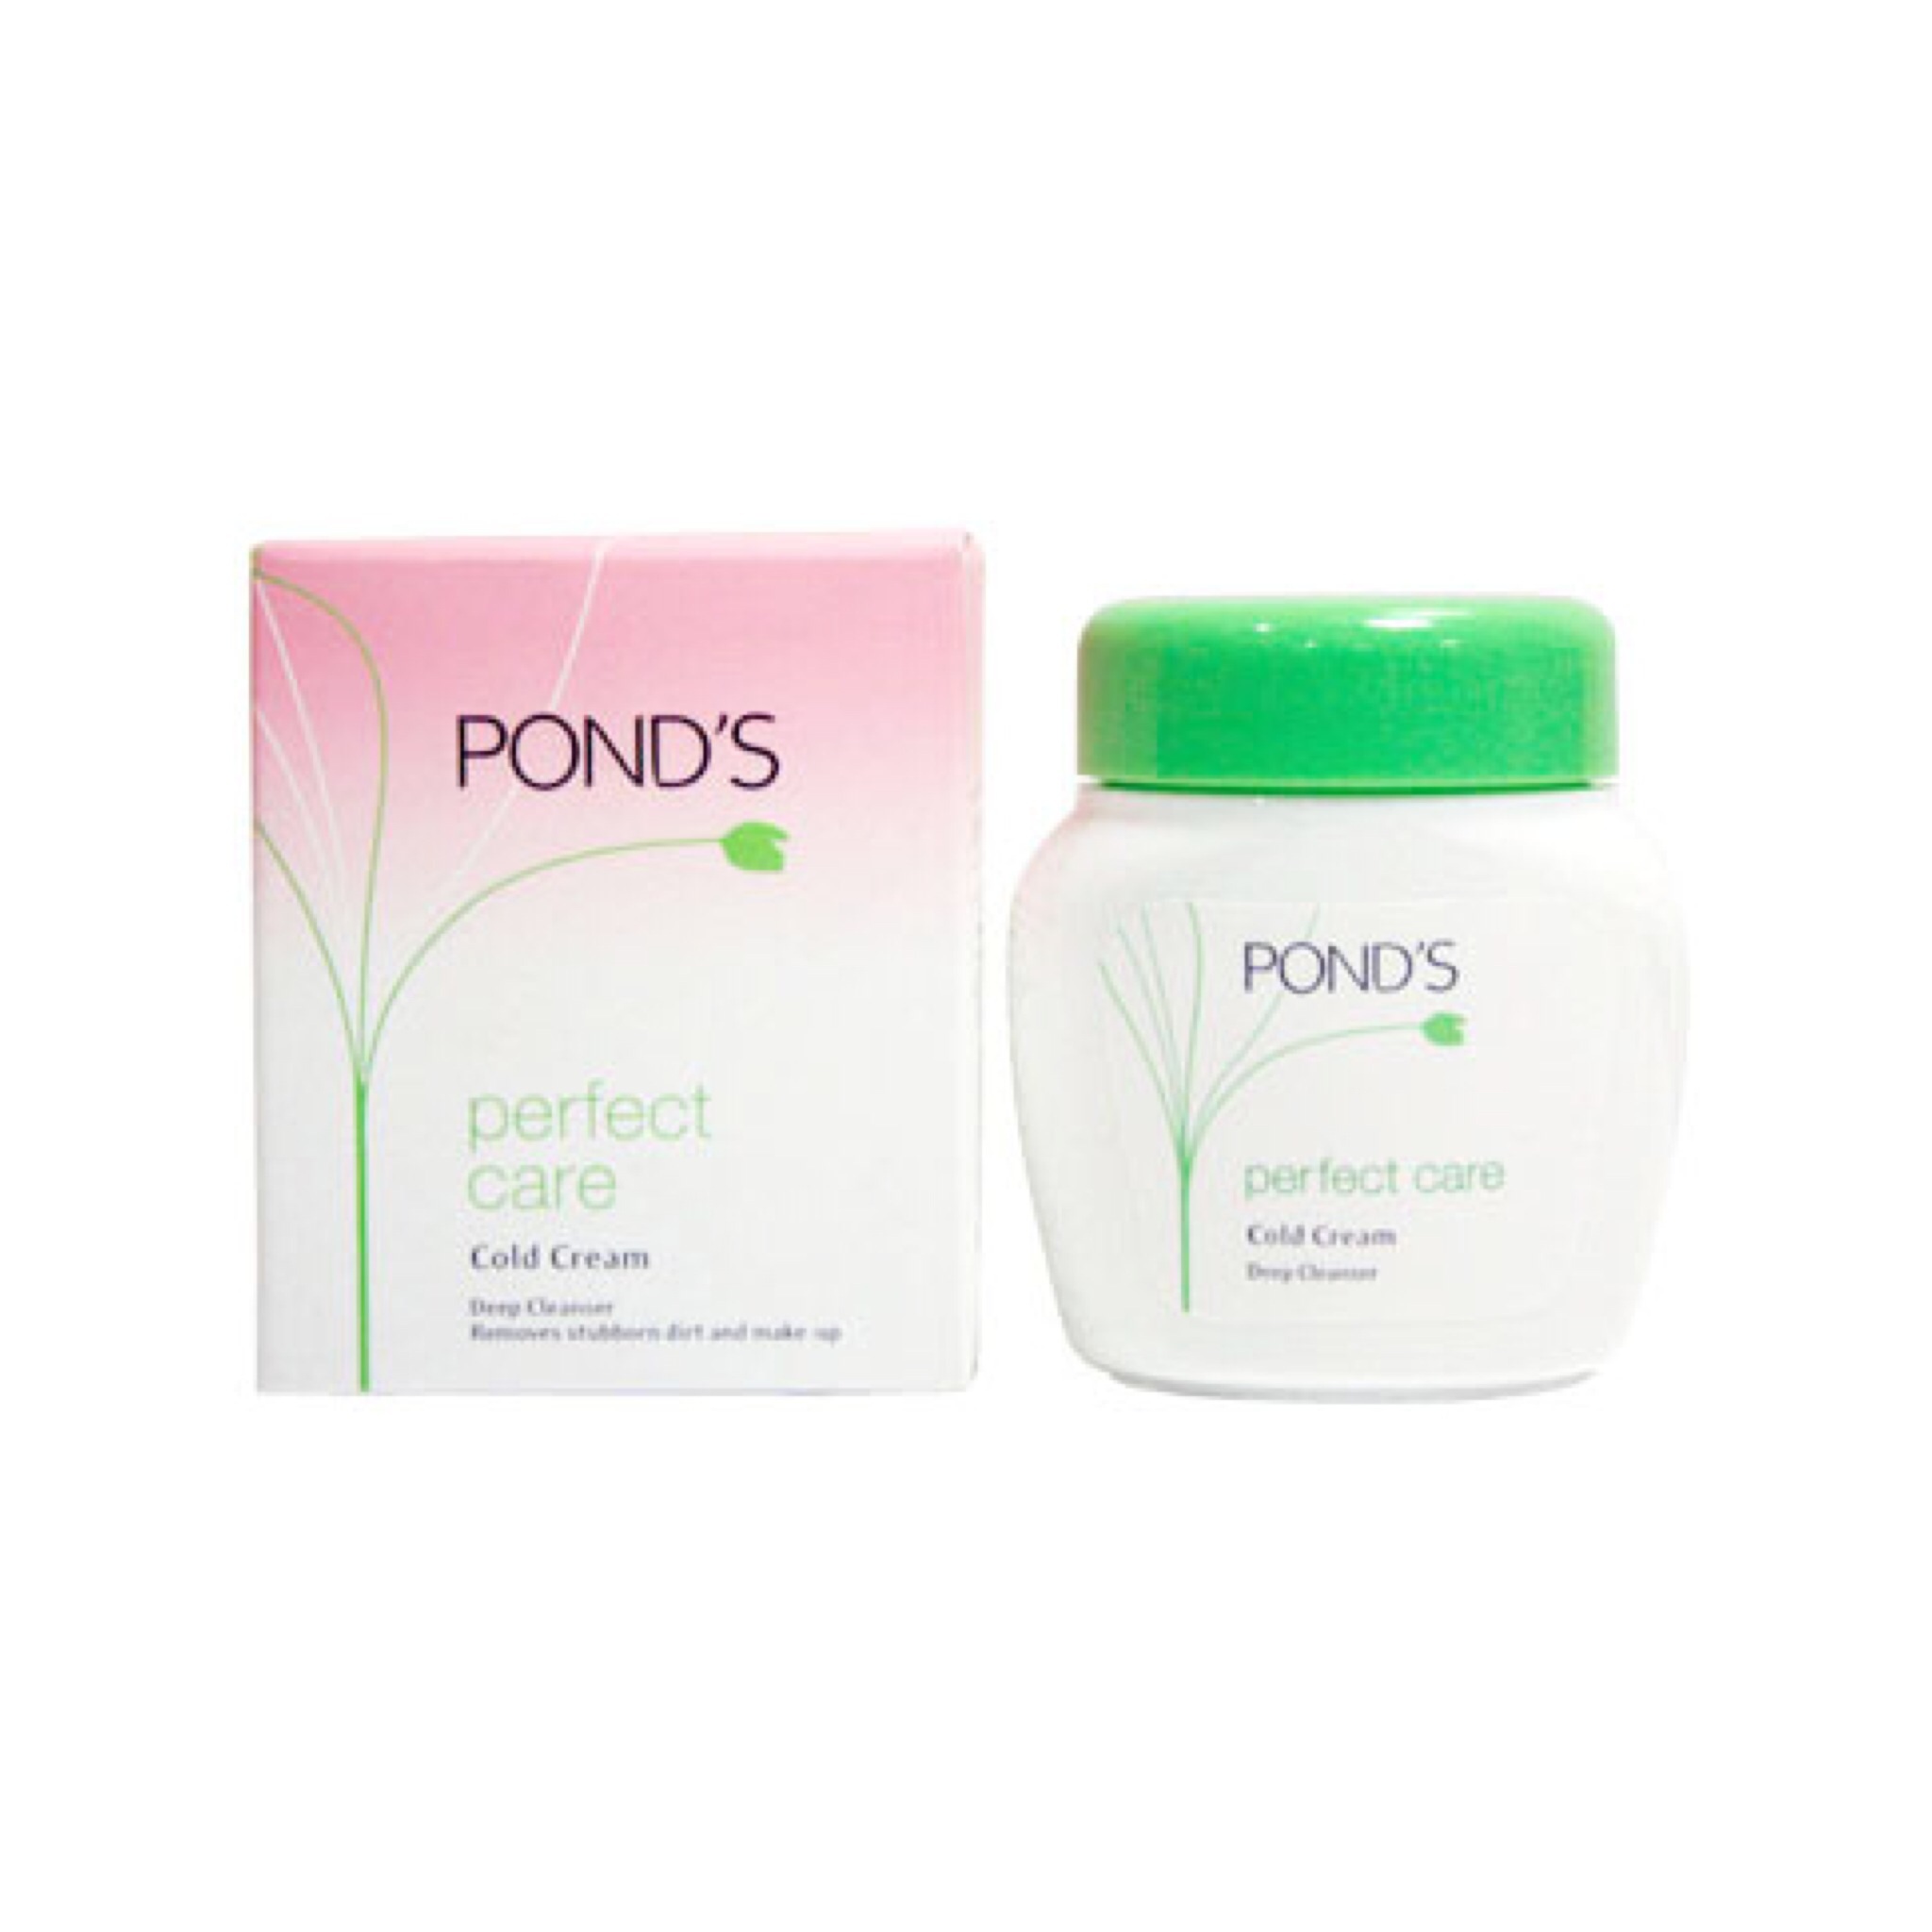 POND'S
perfect
care
Cold Cream
Deep Cleanser
Removes stubborn dirt and make-up
POND'S
perfect care
Cold Cream
Deep Cleanser